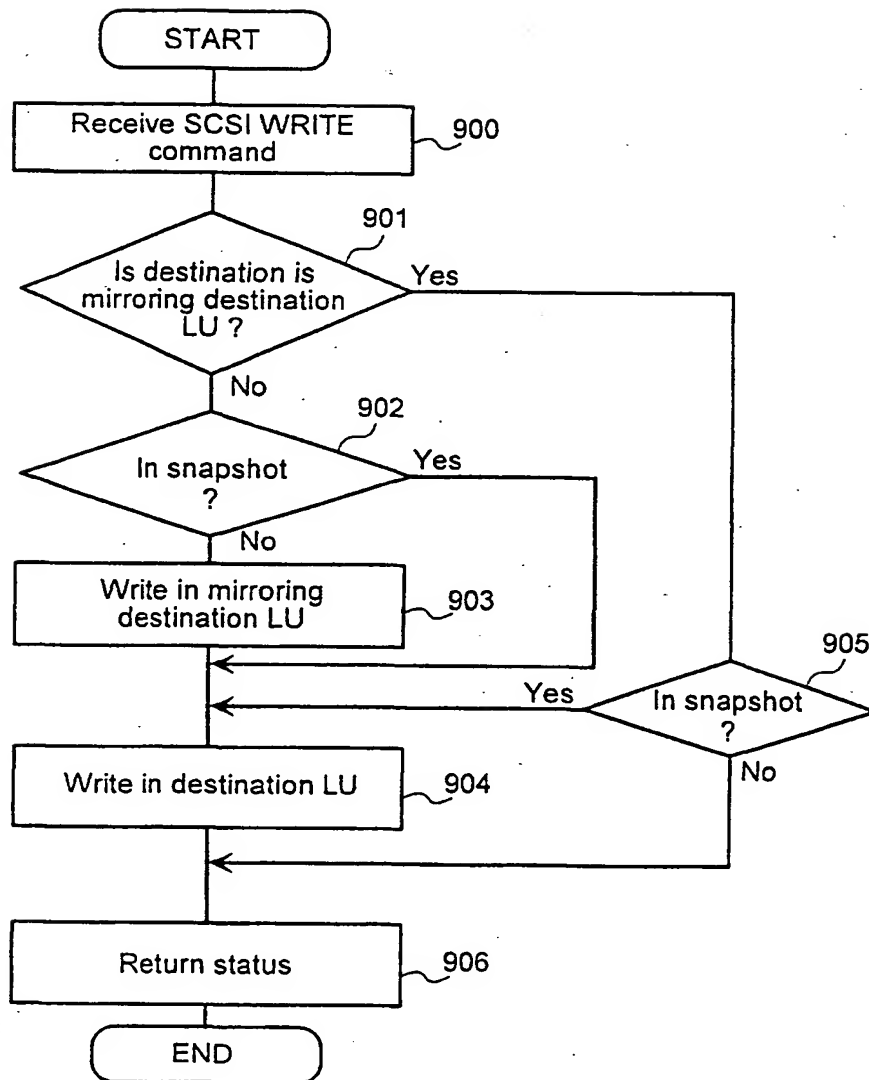 START
Receive SCSI WRITE
command
900
901
Is destination is
mirroring destination
LU ?
Yes
No
902
In snapshot
?
Yes
No
Write in mirroring
destination LU
903
905
In snapshot
?
Yes
No
Write in destination LU
904
Return status
906
END